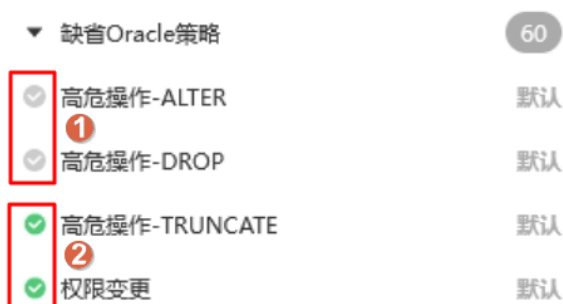 缺省Oracle策略 60
高危操作-ALTER 默认
1
高危操作-DROP 默认
高危操作-TRUNCATE 默认
2
权限变更 默认